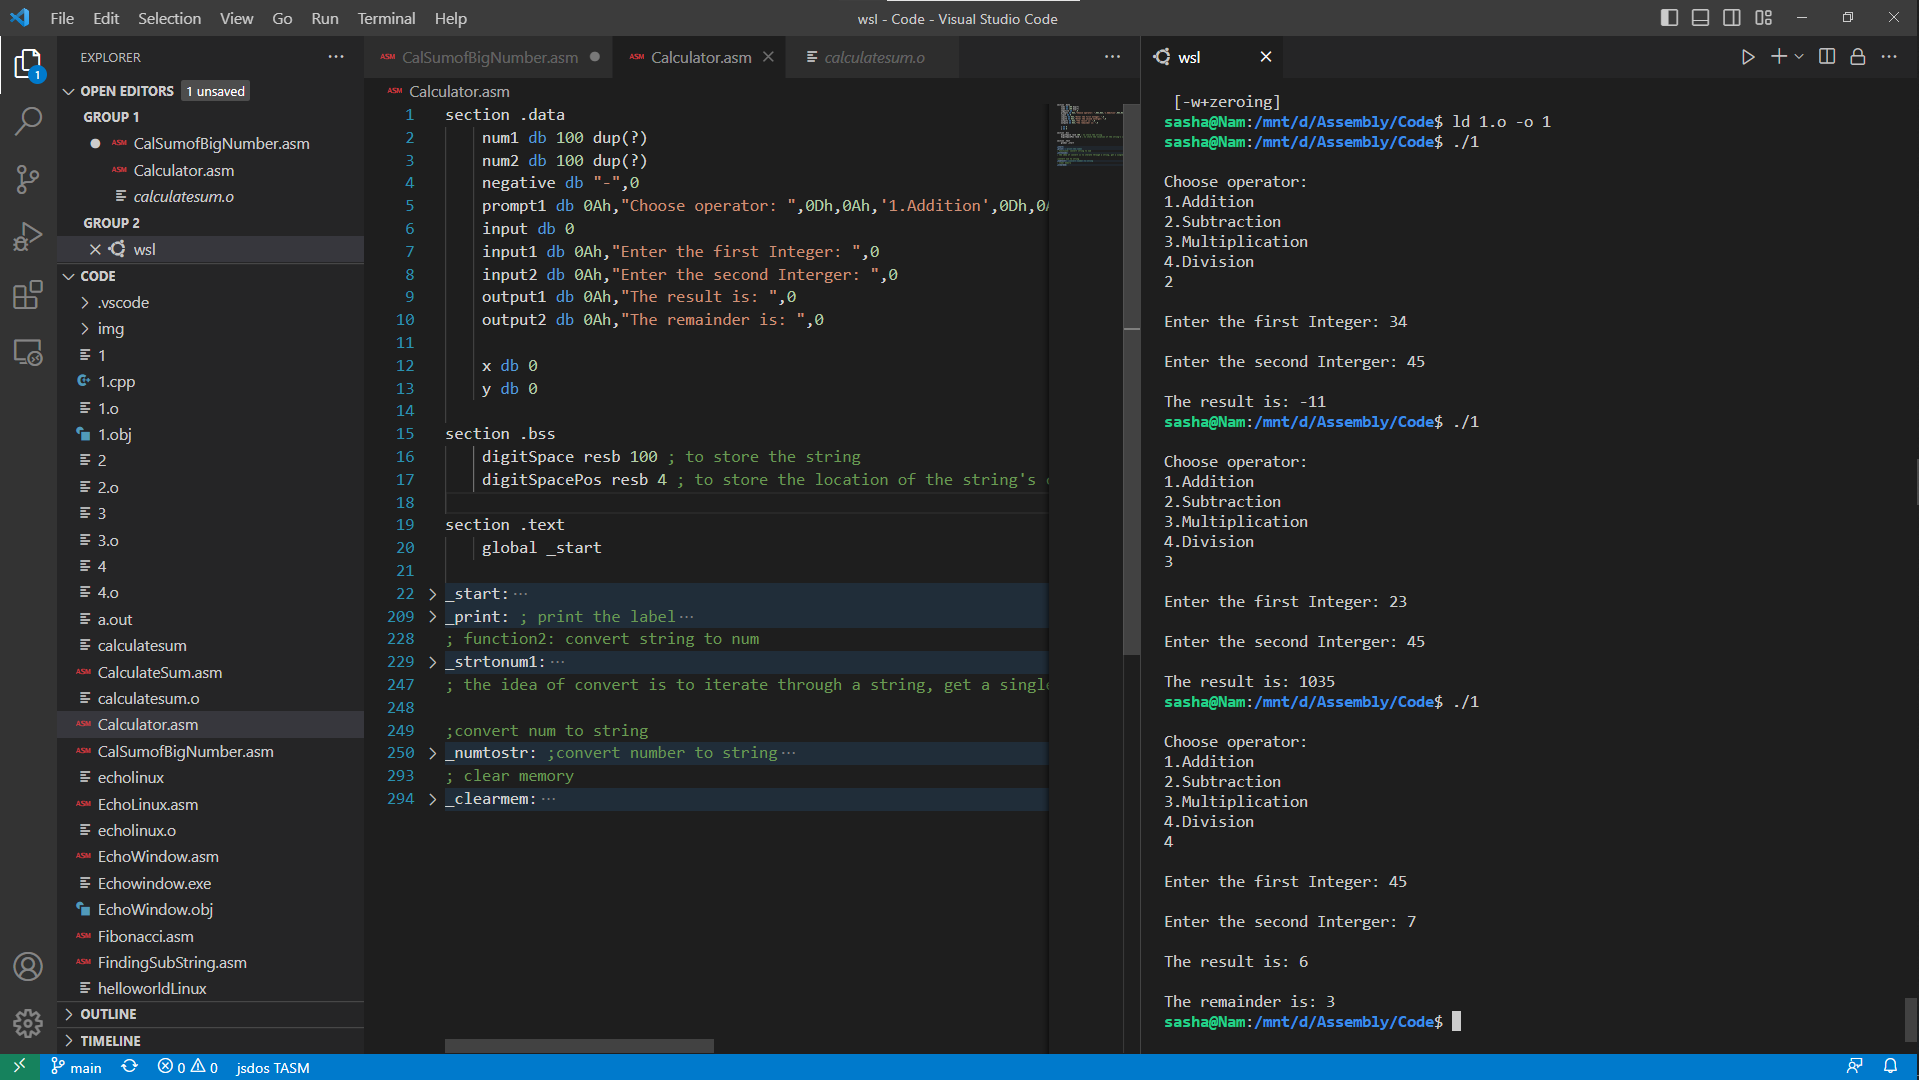 File Edit Selection View Go Run Terminal Help
wsl - Code - Visual Studio Code
1
EXPLORER
OPEN EDITORS 1 unsaved
GROUP 1
ASM CalSumofBigNumber.asm
ASM Calculator.asm
calculatesum.o
GROUP 2
wsl
CODE
.vscode
img
1
1.cpp
1.o
1.obj
2
2.o
3
3.o
4
4.o
a.out
calculatesum
ASM CalculateSum.asm
calculatesum.o
ASM Calculator.asm
ASM CalSumofBigNumber.asm
echolinux
ASM EchoLinux.asm
echolinux.o
ASM EchoWindow.asm
Echowindow.exe
EchoWindow.obj
ASM Fibonacci.asm
ASM FindingSubString.asm
helloworldLinux
OUTLINE
TIMELINE
ASM CalSumofBigNumber.asm ASM Calculator.asm calculatesum.o
ASM Calculator.asm
1 section .data
2 num1 db 100 dup(?)
3 num2 db 100 dup(?)
4 negative db "-",0
5 prompt1 db 0Ah,"Choose operator: ",0Dh,0Ah,'1.Addition',0Dh,0A
6 input db 0
7 input1 db 0Ah,"Enter the first Integer: ",0
8 input2 db 0Ah,"Enter the second Interger: ",0
9 output1 db 0Ah,"The result is: ",0
10 output2 db 0Ah,"The remainder is: ",0
11
12 x db 0
13 y db 0
14
15 section .bss
16 digitSpace resb 100 ; to store the string
17 digitSpacePos resb 4 ; to store the location of the string's
18
19 section .text
20 global _start
21
22 _start: ···
209 _print: ; print the label ···
228 ; function2: convert string to num
229 _strtonum1: ···
247 ; the idea of convert is to iterate through a string, get a single
248
249 ;convert num to string
250 _numtostr: ;convert number to string ···
293 ; clear memory
294 _clearmem: ···
wsl
[-w+zeroing]
sasha@Nam:/mnt/d/Assembly/Code$ ld 1.o -o 1
sasha@Nam:/mnt/d/Assembly/Code$ ./1
Choose operator:
1.Addition
2.Subtraction
3.Multiplication
4.Division
2
Enter the first Integer: 34
Enter the second Interger: 45
The result is: -11
sasha@Nam:/mnt/d/Assembly/Code$ ./1
Choose operator:
1.Addition
2.Subtraction
3.Multiplication
4.Division
3
Enter the first Integer: 23
Enter the second Interger: 45
The result is: 1035
sasha@Nam:/mnt/d/Assembly/Code$ ./1
Choose operator:
1.Addition
2.Subtraction
3.Multiplication
4.Division
4
Enter the first Integer: 45
Enter the second Interger: 7
The result is: 6
The remainder is: 3
sasha@Nam:/mnt/d/Assembly/Code$
main 0 0 jsdos TASM